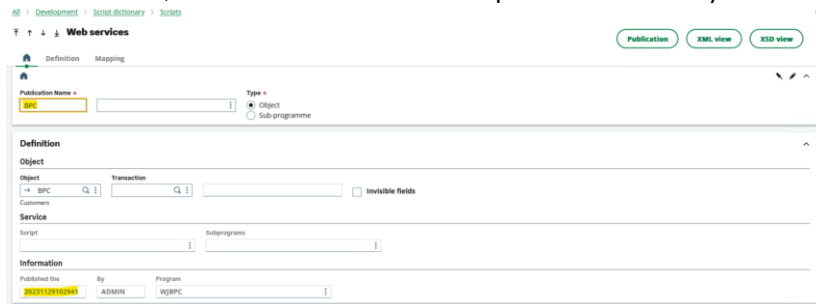 All > Development > Script dictionary > Scripts
Web services
Publication XML view XSD view
Definition Mapping
Publication Name * Type *
BPC Object
Sub-programme
Definition
Object
Object Transaction
BPC Invisible fields
Customers
Service
Script Subprograms
Information
Published the By Program
20231129102941 ADMIN WJBPC